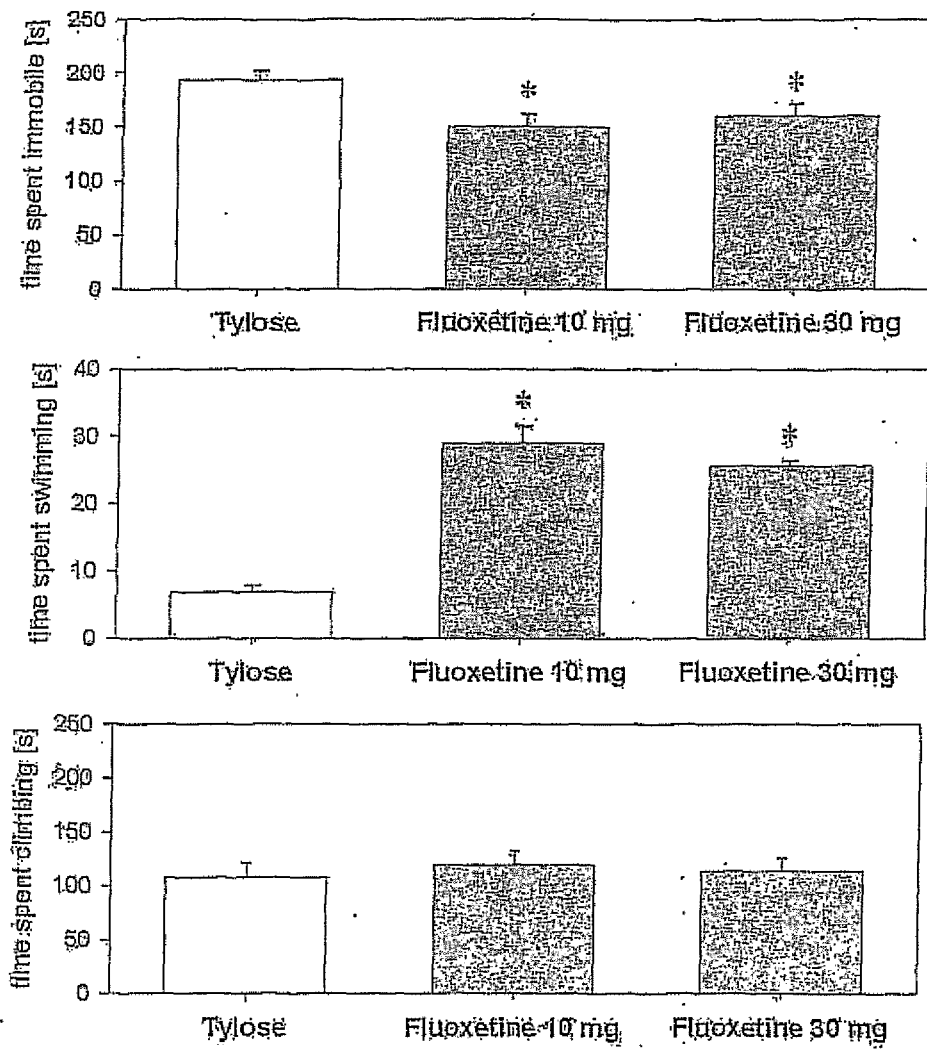 time spent immobile [s]
250
200
150
100
50
0
*
*
Tylose
Fluoxetine 10 mg
Fluoxetine 30 mg
time spent swimming [s]
40
30
20
10
0
*
*
Tylose
Fluoxetine 10 mg
Fluoxetine 30 mg
time spent climbing [s]
250
200
150
100
50
0
Tylose
Fluoxetine 10 mg
Fluoxetine 30 mg